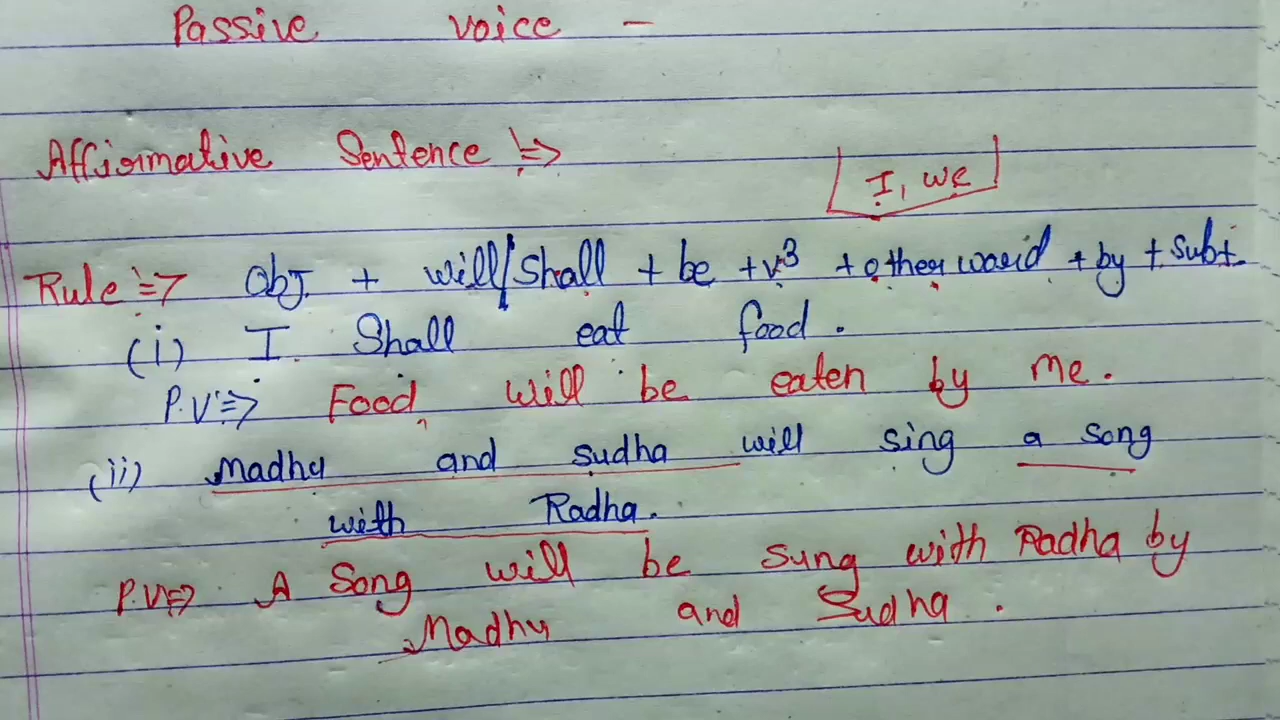 Passive voice -
Affirmative Sentence :=>
I, we
Rule :=> Obj. + will/shall + be + v³ + other word + by + subt.
(i) I shall eat food.
P.V :=> Food will be eaten by me.
(ii) Madhu and sudha will sing a song
with Radha.
P.V => A song will be sung with Radha by
Madhu and Sudha.